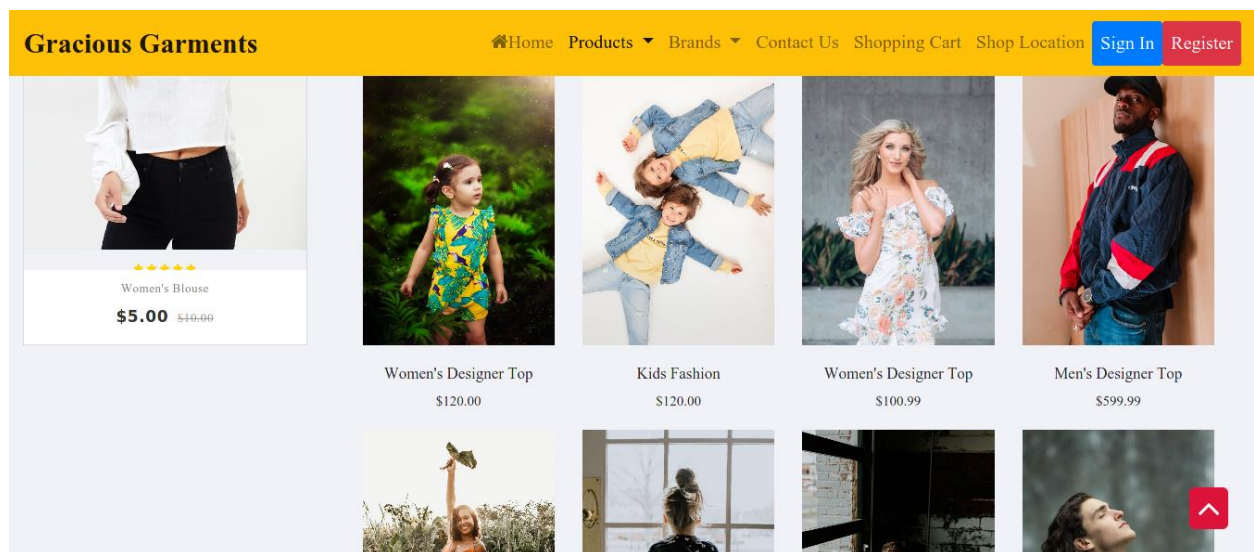 Gracious Garments
Home Products Brands Contact Us Shopping Cart Shop Location Sign In Register
Women's Blouse
$5.00 $10.00
Women's Designer Top
$120.00
Kids Fashion
$120.00
Women's Designer Top
$100.99
Men's Designer Top
$599.99